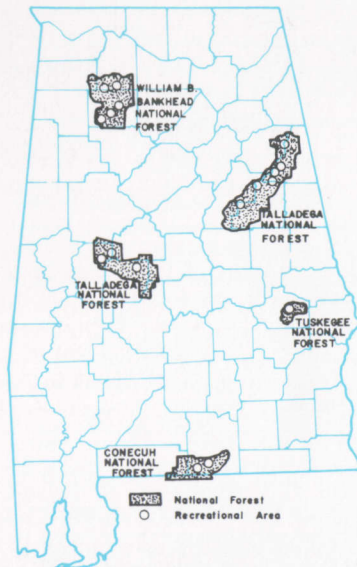 WILLIAM B.
BANKHEAD
NATIONAL
FOREST
TALLADEGA
NATIONAL
FOREST
TALLADEGA
NATIONAL
FOREST
TUSKEGEE
NATIONAL
FOREST
CONECUH
NATIONAL
FOREST
National Forest
Recreational Area